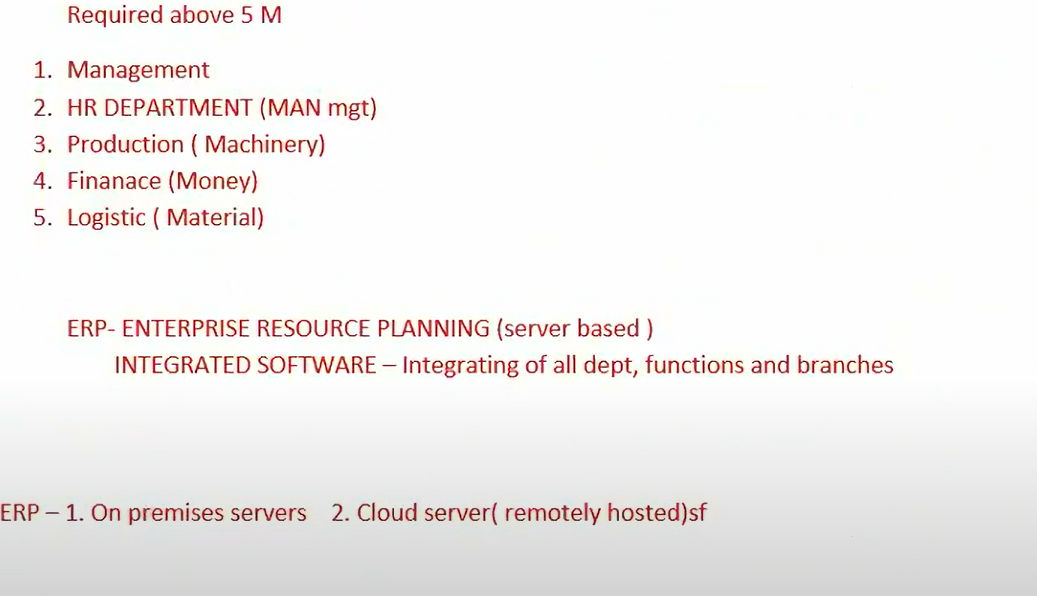 Required above 5 M
1. Management
2. HR DEPARTMENT (MAN mgt)
3. Production ( Machinery)
4. Finanace (Money)
5. Logistic ( Material)
ERP- ENTERPRISE RESOURCE PLANNING (server based )
INTEGRATED SOFTWARE – Integrating of all dept, functions and branches
ERP – 1. On premises servers 2. Cloud server( remotely hosted)sf